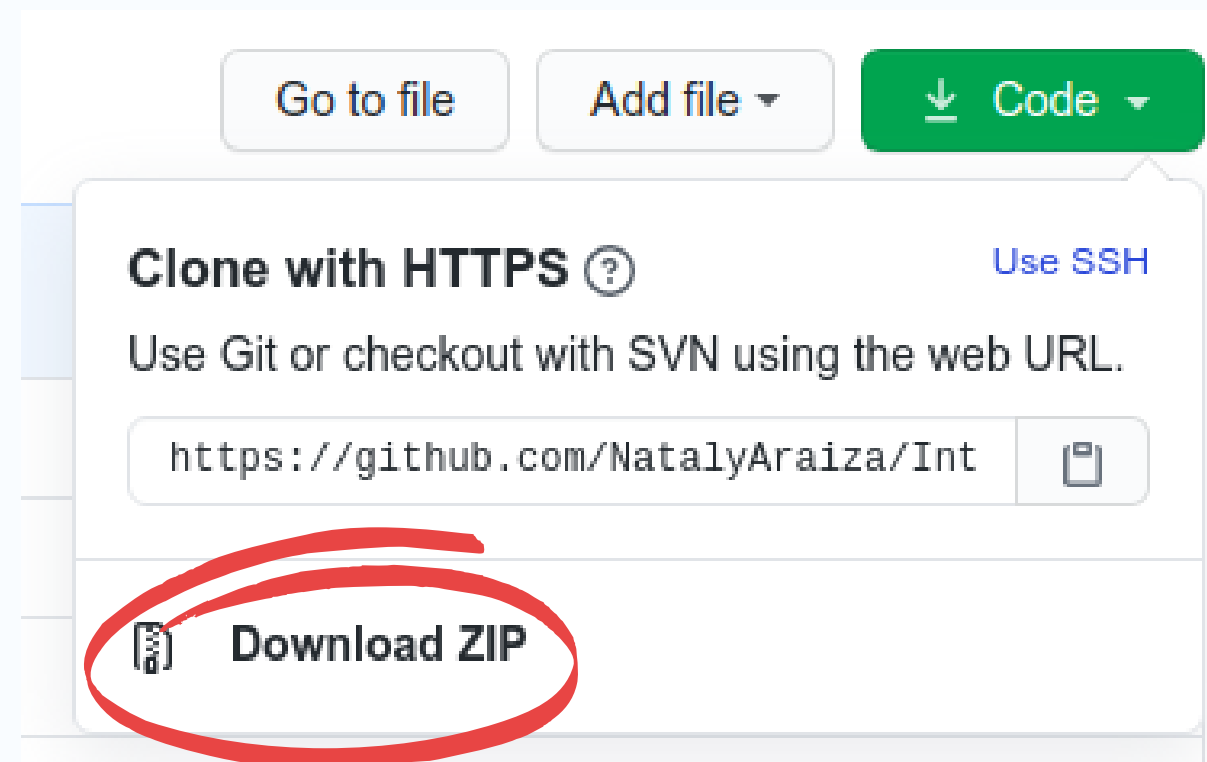 Go to file
Add file
Code
Clone with HTTPS
Use SSH
Use Git or checkout with SVN using the web URL.
https://github.com/NatalyAraiza/Int
Download ZIP